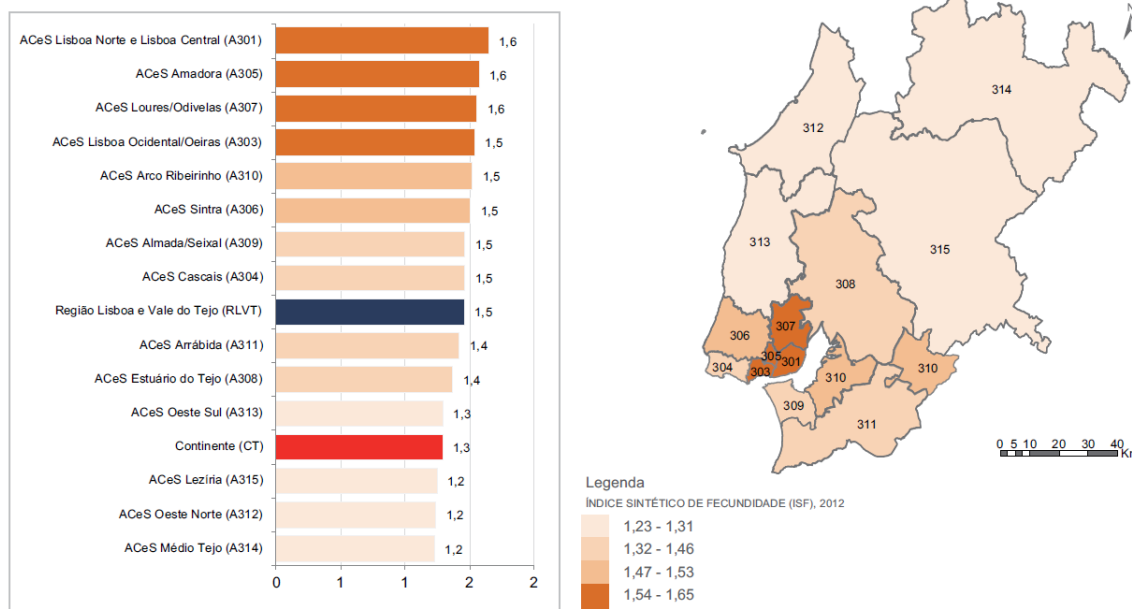 ACeS Lisboa Norte e Lisboa Central (A301) 1,6
ACeS Amadora (A305) 1,6
ACeS Loures/Odivelas (A307) 1,6
ACeS Lisboa Ocidental/Oeiras (A303) 1,5
ACeS Arco Ribeirinho (A310) 1,5
ACeS Sintra (A306) 1,5
ACeS Almada/Seixal (A309) 1,5
ACeS Cascais (A304) 1,5
Região Lisboa e Vale do Tejo (RLVT) 1,5
ACeS Arrábida (A311) 1,4
ACeS Estuário do Tejo (A308) 1,4
ACeS Oeste Sul (A313) 1,3
Continente (CT) 1,3
ACeS Lezíria (A315) 1,2
ACeS Oeste Norte (A312) 1,2
ACeS Médio Tejo (A314) 1,2
0 1 1 2 2
N
314
312
313
315
308
307
306
305
301
304
303
310
310
309
311
0 5 10 20 30 40
Km
Legenda
ÍNDICE SINTÉTICO DE FECUNDIDADE (ISF), 2012
1,23 - 1,31
1,32 - 1,46
1,47 - 1,53
1,54 - 1,65